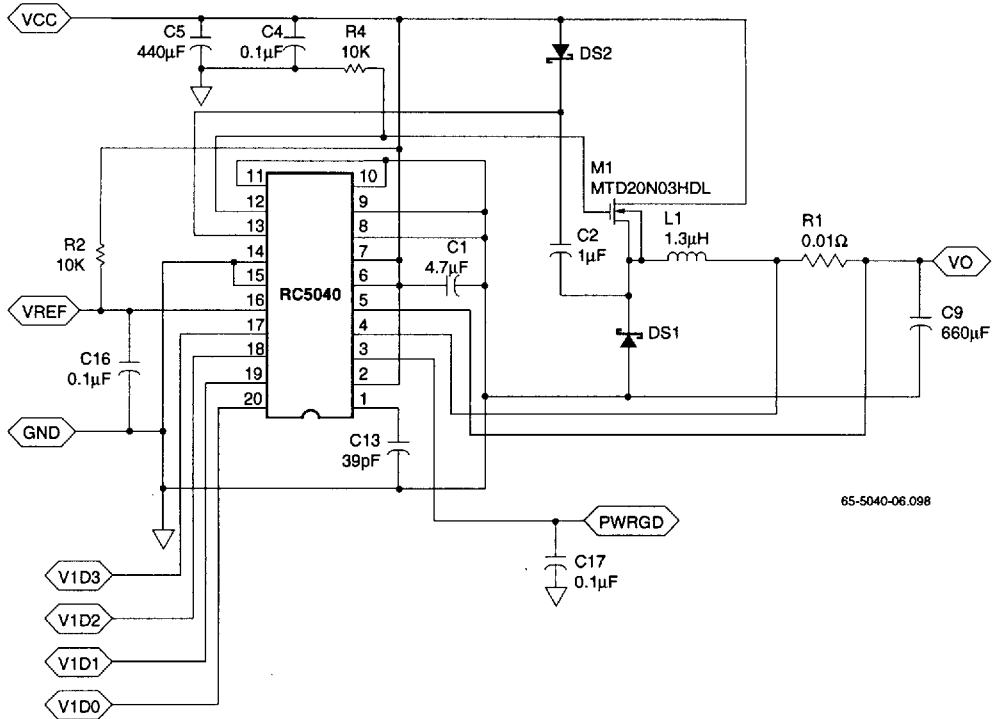 VCC
C5
440µF
C4
0.1µF
R4
10K
DS2
M1
MTD20N03HDL
L1
1.3µH
R1
0.01Ω
VO
C9
660µF
C2
1µF
DS1
C1
4.7µF
R2
10K
VREF
C16
0.1µF
GND
RC5040
11
12
13
14
15
16
17
18
19
20
10
9
8
7
6
5
4
3
2
1
C13
39pF
65-5040-06.098
PWRGD
C17
0.1µF
V1D3
V1D2
V1D1
V1D0